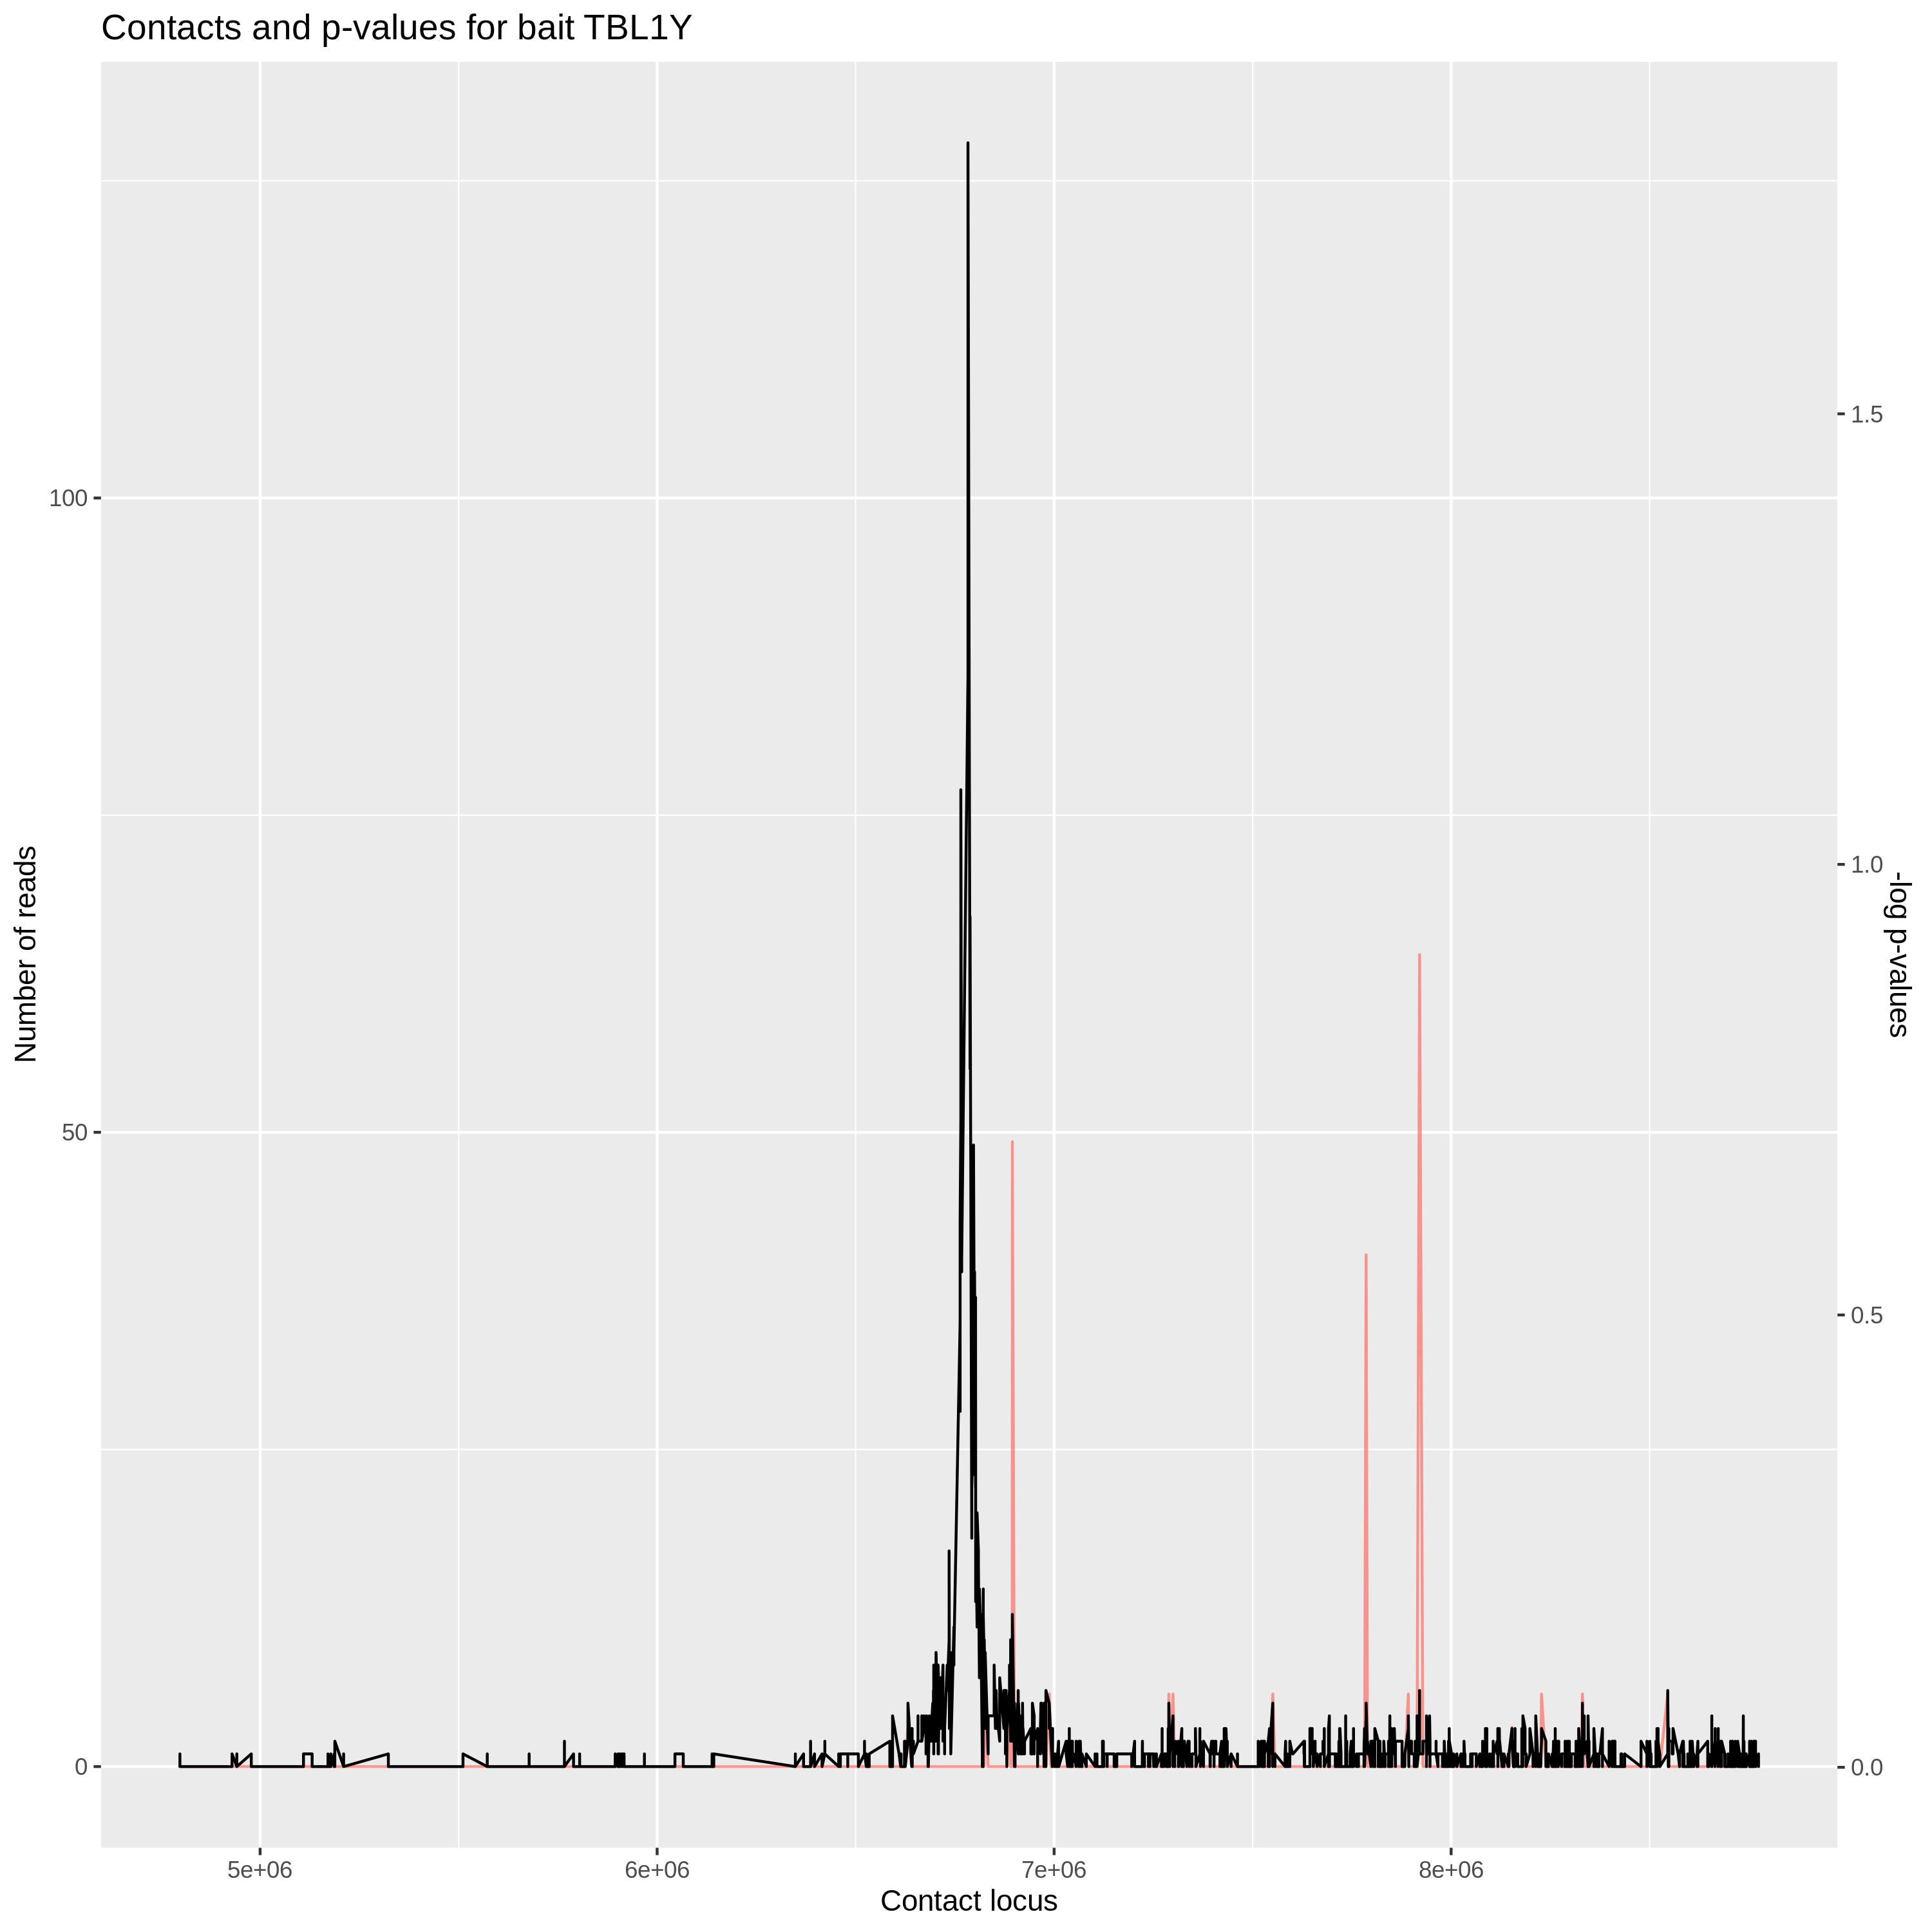 Contacts and p-values for bait TBL1Y
Number of reads
100
50
0
1.5
1.0
0.5
0.0
-log p-values
5e+06 6e+06 7e+06 8e+06
Contact locus